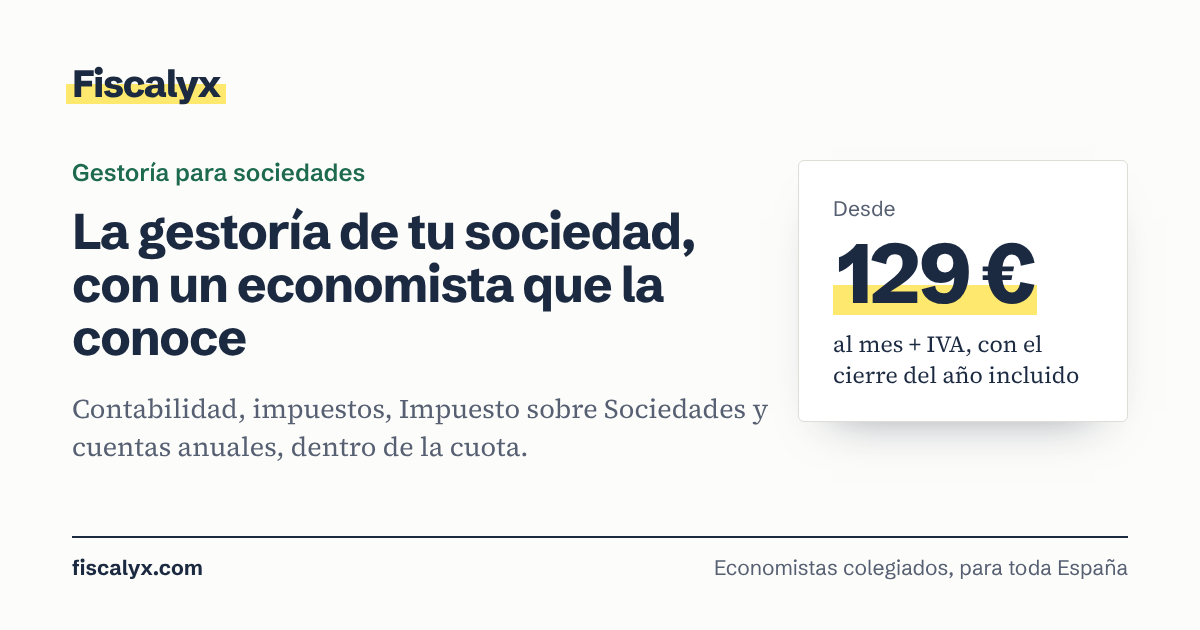 Fiscalyx
Gestoría para sociedades
La gestoría de tu sociedad,
con un economista que la
conoce
Contabilidad, impuestos, Impuesto sobre Sociedades y
cuentas anuales, dentro de la cuota.
Desde
129 €
al mes + IVA, con el
cierre del año incluido
fiscalyx.com
Economistas colegiados, para toda España